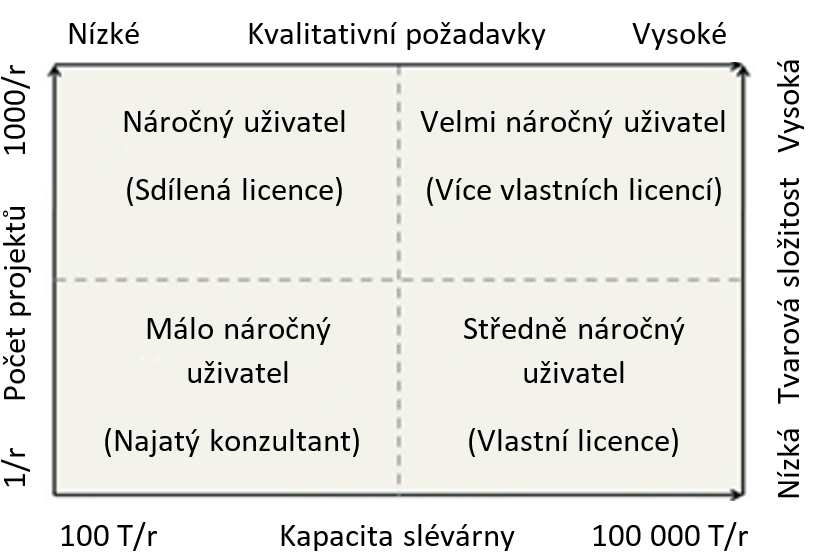 Nízké Kvalitativní požadavky Vysoké
1000/r
Počet projektů
1/r
Náročný uživatel
(Sdílená licence)
Velmi náročný uživatel
(Více vlastních licencí)
Málo náročný
uživatel
(Najatý konzultant)
Středně náročný
uživatel
(Vlastní licence)
Vysoká
Tvarová složitost
Nízká
100 T/r Kapacita slévárny 100 000 T/r